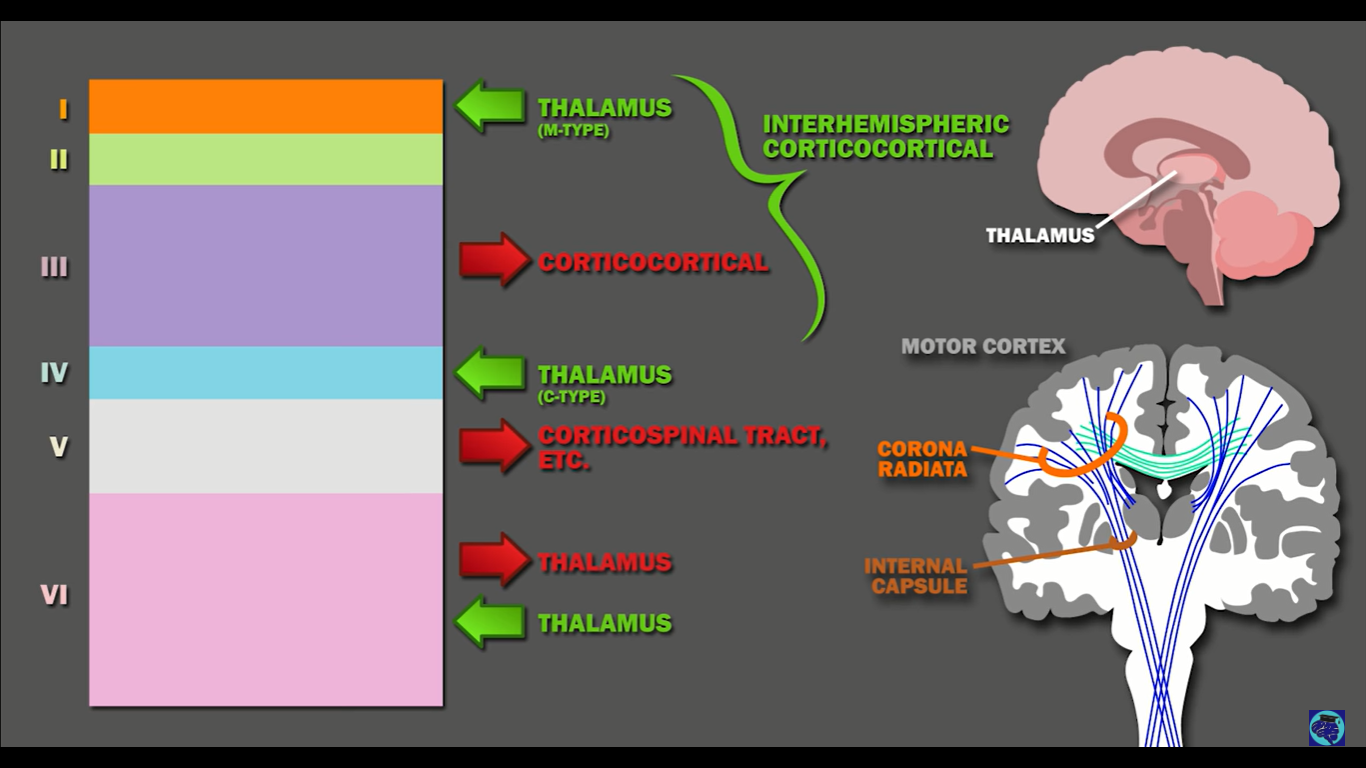 I
II
III
IV
V
VI
THALAMUS
(M-TYPE)
CORTICOCORTICAL
THALAMUS
(C-TYPE)
CORTICOSPINAL TRACT,
ETC.
THALAMUS
THALAMUS
INTERHEMISPHERIC
CORTICOCORTICAL
THALAMUS
MOTOR CORTEX
CORONA
RADIATA
INTERNAL
CAPSULE